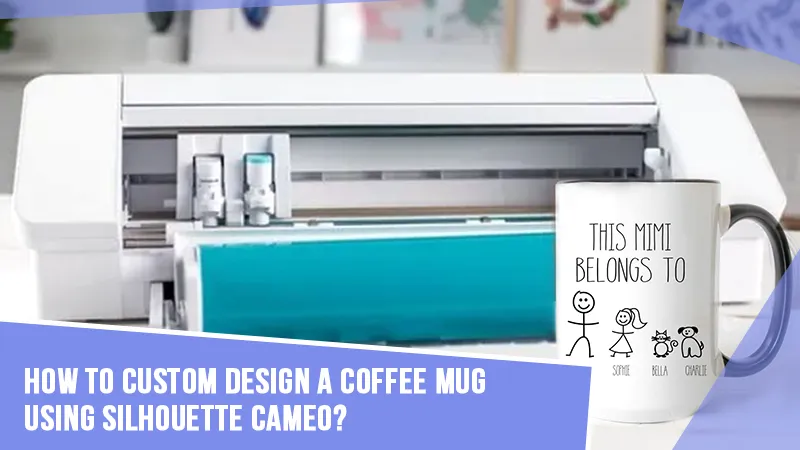 THIS MIMI
BELONGS TO
SOPHIE
BELLA
CHARLIE
HOW TO CUSTOM DESIGN A COFFEE MUG
USING SILHOUETTE CAMEO?